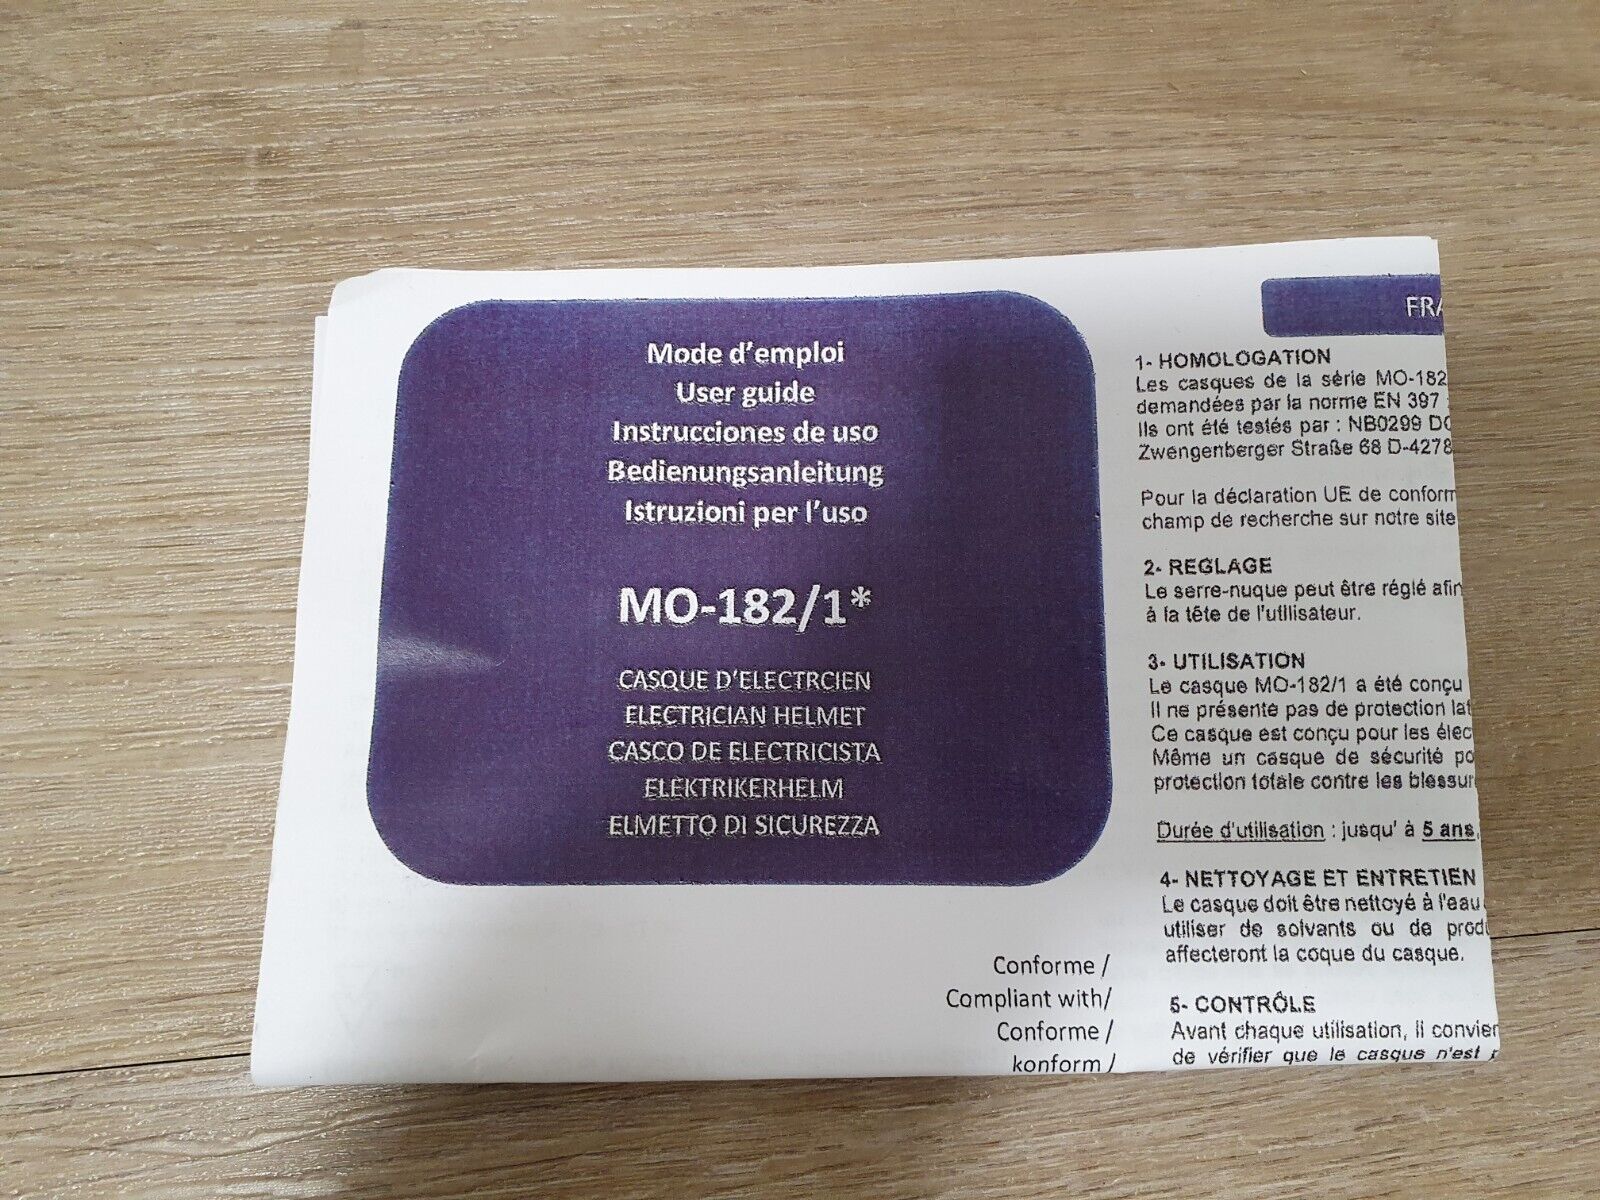 Mode d'emploi
User guide
Instrucciones de uso
Bedienungsanleitung
Istruzioni per l'uso
MO-182/1*
CASQUE D'ELECTRCIEN
ELECTRICIAN HELMET
CASCO DE ELECTRICISTA
ELEKTRIKERHELM
ELMETTO DI SICUREZZA
Conforme /
Compliant with/
Conforme /
konform /
FRA
1- HOMOLOGATION
Les casques de la série MO-182
demandées par la norme EN 397
Ils ont été testés par : NB0299
Zwengenberger Straße 68 D-4278
Pour la déclaration UE de conform
champ de recherche sur notre site
2- REGLAGE
Le serre-nuque peut être réglé afin
à la tête de l'utilisateur.
3- UTILISATION
Le casque MO-182/1 a été conçu
Il ne présente pas de protection lat
Ce casque est conçu pour les élec
Même un casque de sécurité po
protection totale contre les blessur
Durée d'utilisation : jusqu' à 5 ans,
4- NETTOYAGE ET ENTRETIEN
Le casque doit être nettoyé à l'eau
utiliser de solvants ou de prod
affecteront la coque du casque.
5- CONTRÔLE
Avant chaque utilisation, il convien
de vérifier que le casque n'est